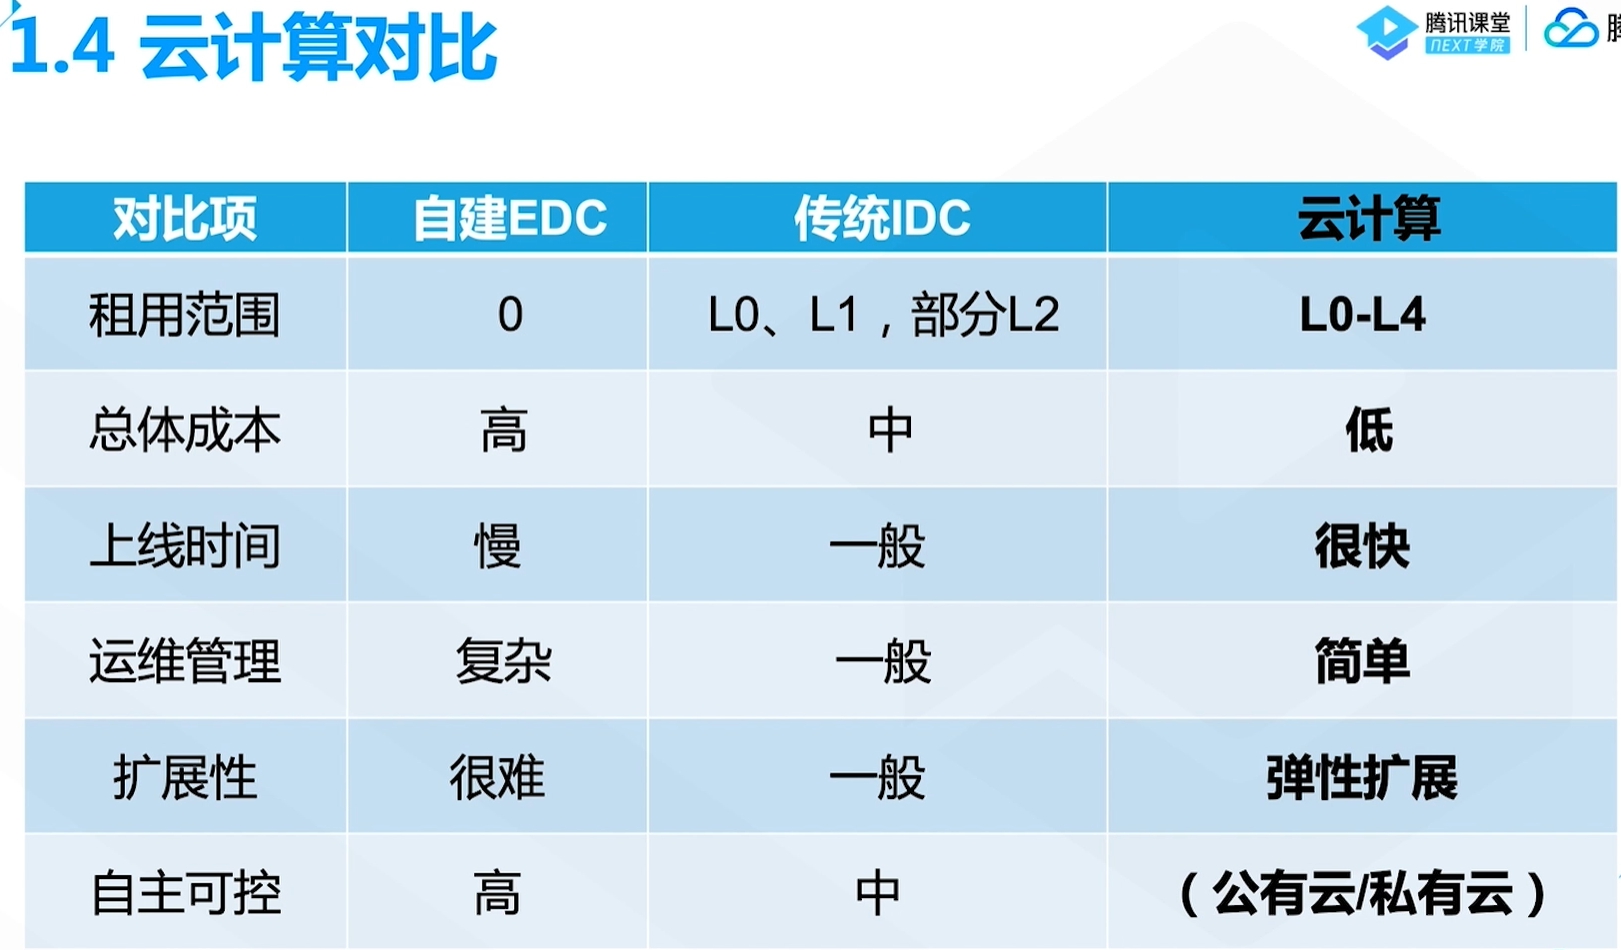 1.4 云计算对比
腾讯课堂
NEXT学院
对比项 自建EDC 传统IDC 云计算
租用范围 0 L0、L1，部分L2 L0-L4
总体成本 高 中 低
上线时间 慢 一般 很快
运维管理 复杂 一般 简单
扩展性 很难 一般 弹性扩展
自主可控 高 中 （公有云/私有云）